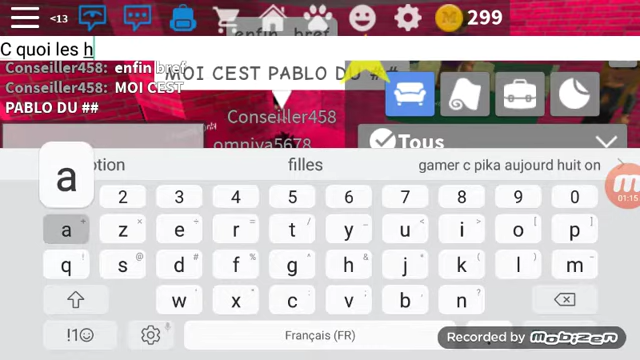 <13
299
C quoi les h
enfin bref
Conseiller458: enfin bref
MOI CEST PABLO DU ##
Conseiller458: MOI CEST
PABLO DU ##
Conseiller458
omniya5678
Tous
filles
gamer c pika aujourd huit on
a
2 3 4 5 6 7 8 9 0
01:15
a z e r t y u i o p
q s d f g h j k l m
w x c v b n
!1
Français (FR)
Recorded by Mobizen